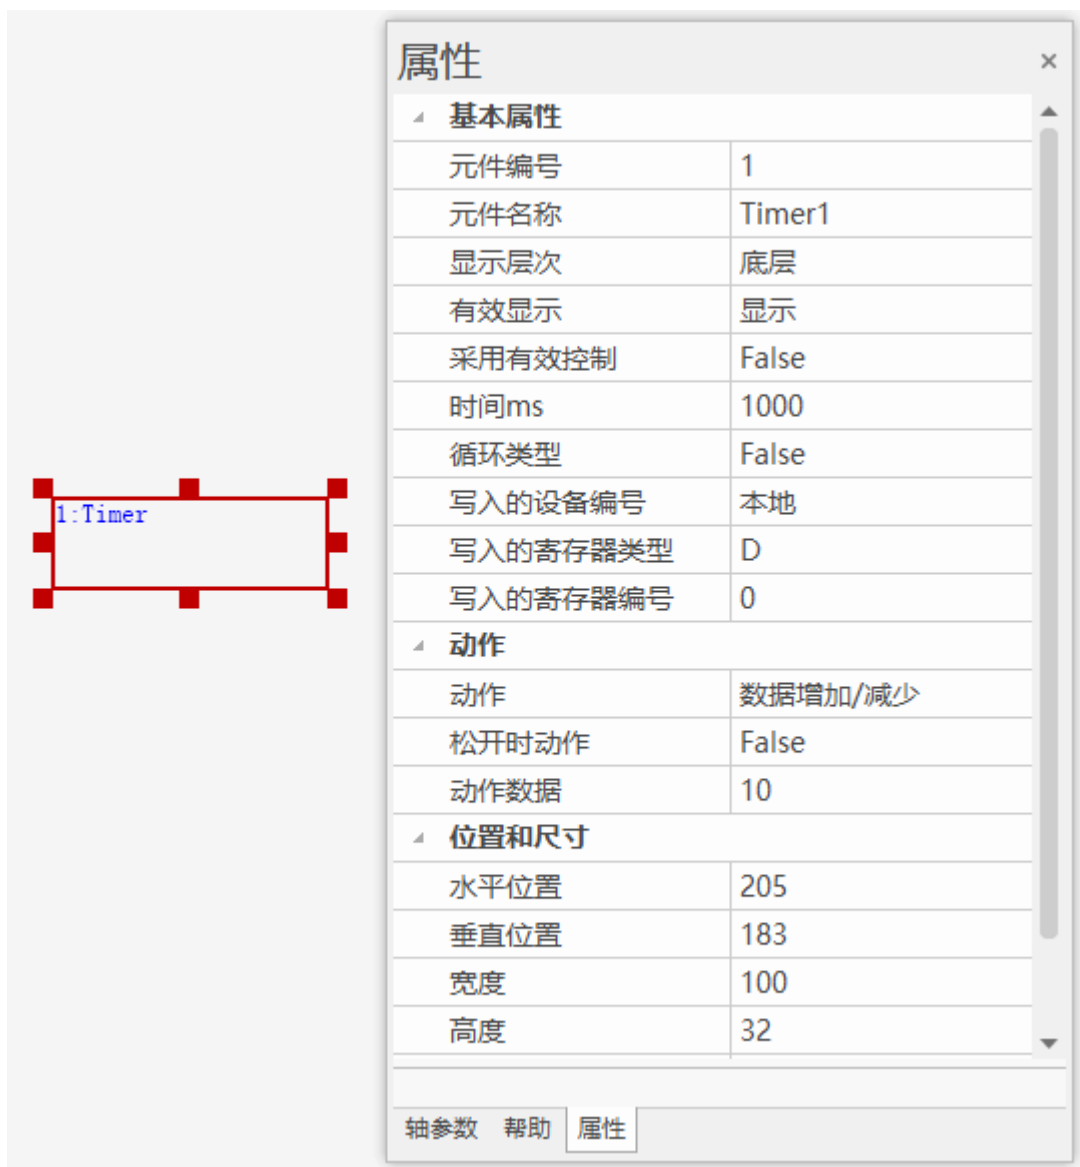 属性 ×
基本属性
元件编号 1
元件名称 Timer1
显示层次 底层
有效显示 显示
采用有效控制 False
时间ms 1000
循环类型 False
1:Timer
写入的设备编号 本地
写入的寄存器类型 D
写入的寄存器编号 0
动作
动作 数据增加/减少
松开时动作 False
动作数据 10
位置和尺寸
水平位置 205
垂直位置 183
宽度 100
高度 32
轴参数 帮助 属性